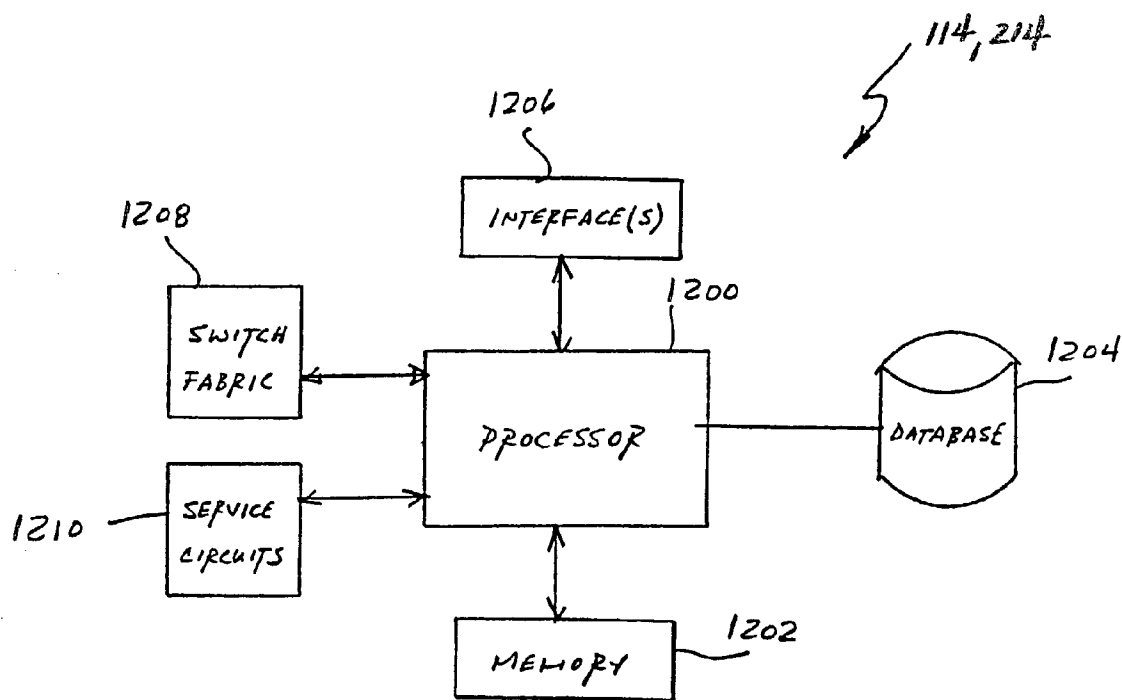 114, 214
1206
INTERFACE(S)
1208
SWITCH
FABRIC
1200
PROCESSOR
1204
DATABASE
1210
SERVICE
CIRCUITS
1202
MEMORY